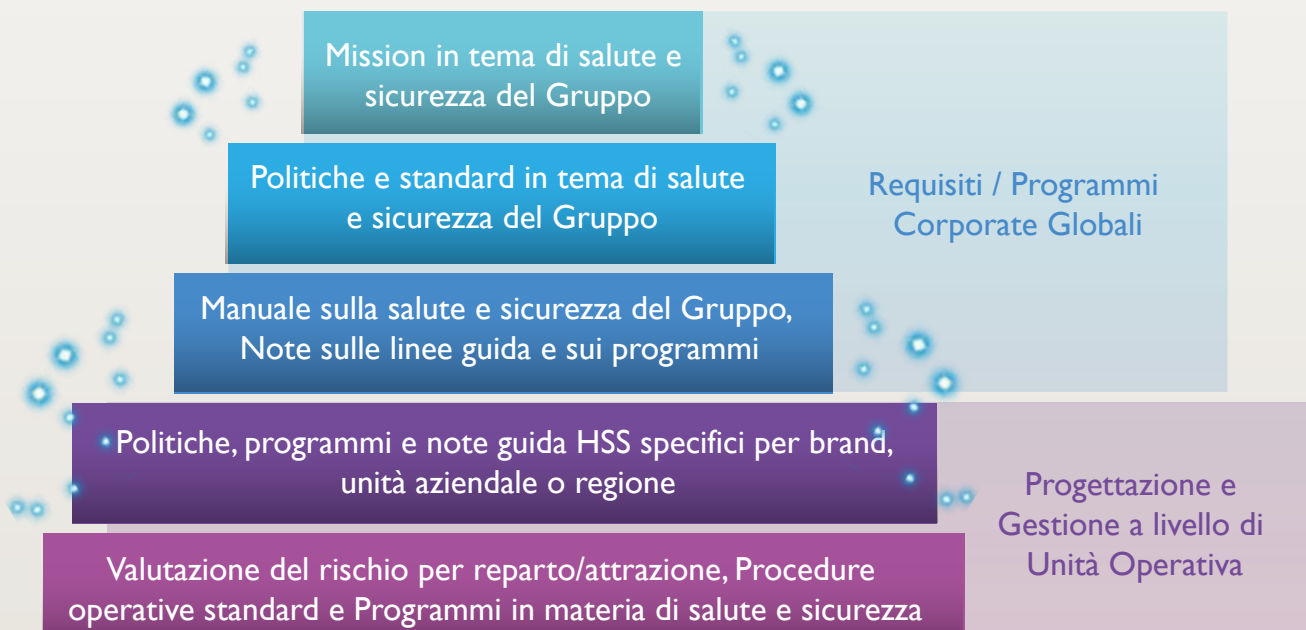 Mission in tema di salute e
sicurezza del Gruppo
Politiche e standard in tema di salute
e sicurezza del Gruppo
Requisiti / Programmi
Corporate Globali
Manuale sulla salute e sicurezza del Gruppo,
Note sulle linee guida e sui programmi
Politiche, programmi e note guida HSS specifici per brand,
unità aziendale o regione
Progettazione e
Gestione a livello di
Unità Operativa
Valutazione del rischio per reparto/attrazione, Procedure
operative standard e Programmi in materia di salute e sicurezza